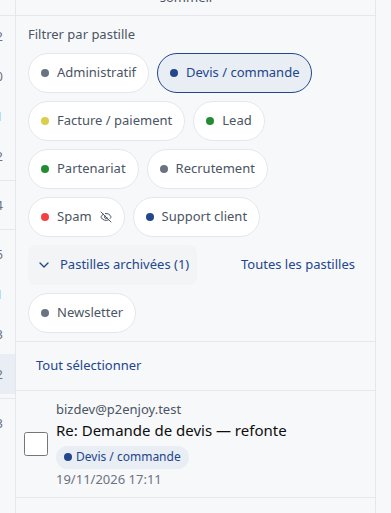 Filtrer par pastille
Administratif
Devis / commande
Facture / paiement
Lead
Partenariat
Recrutement
Spam
Support client
Pastilles archivées (1)
Toutes les pastilles
Newsletter
Tout sélectionner
bizdev@p2enjoy.test
Re: Demande de devis — refonte
Devis / commande
19/11/2026 17:11